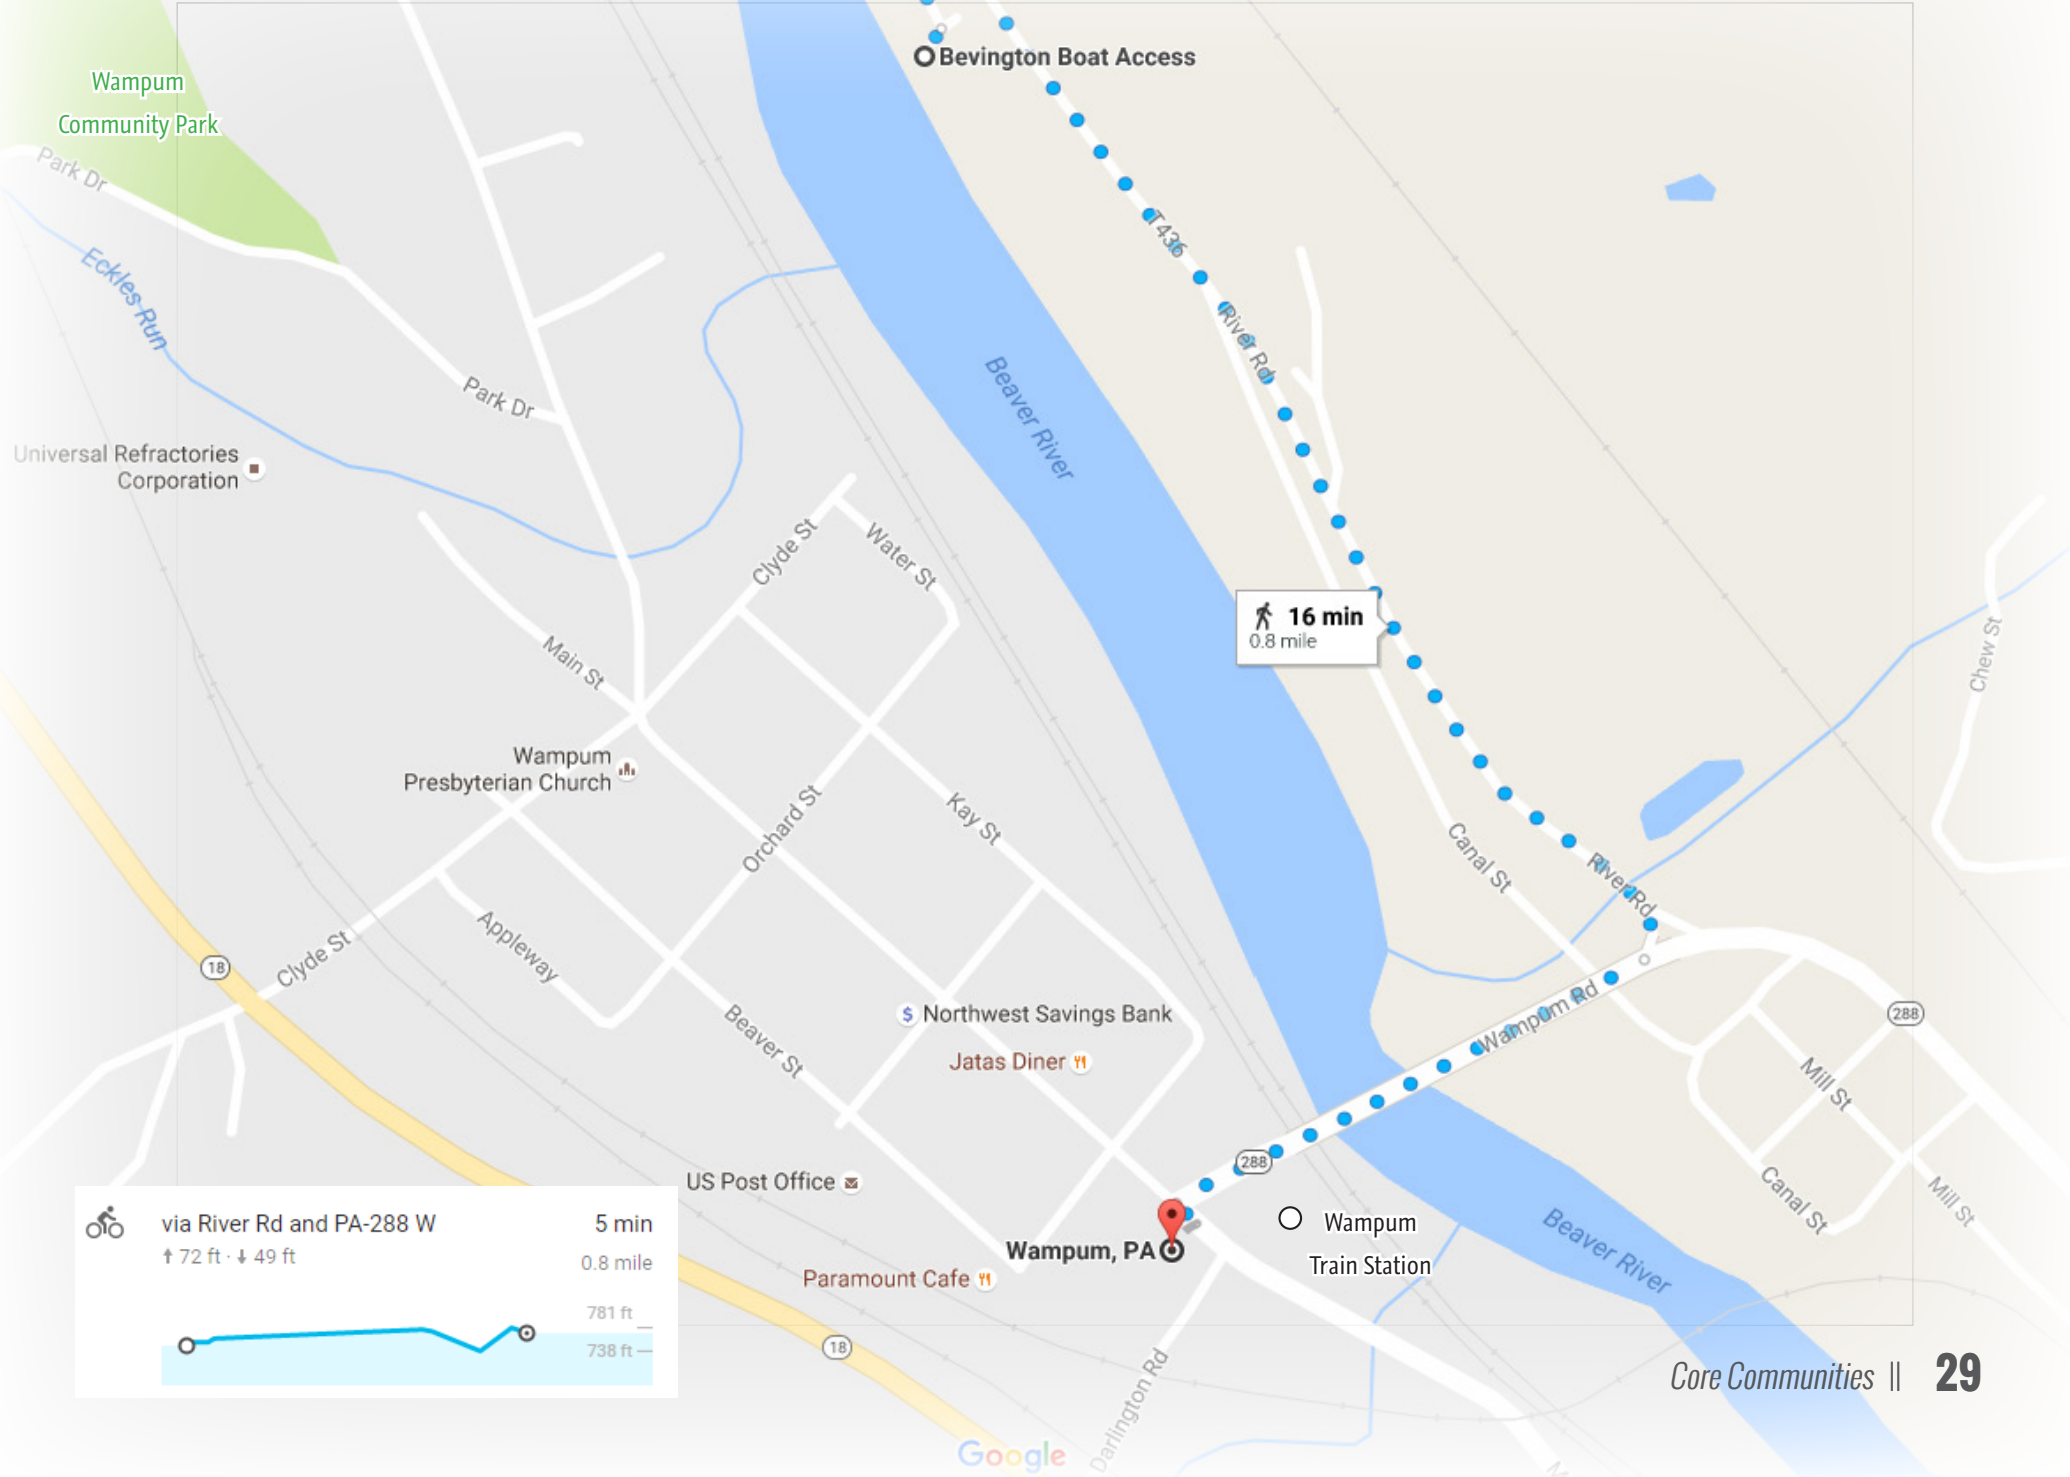 Bevington Boat Access
Wampum
Community Park
Park Dr
T436
Eckles Run
River Rd
Beaver River
Park Dr
Universal Refractories
Corporation
Clyde St
Water St
16 min
0.8 mile
Chew St
Main St
Wampum
Presbyterian Church
Orchard St
Kay St
Canal St
River Rd
Appleway
Clyde St
18
Beaver St
$ Northwest Savings Bank
Wampum Rd
288
Jatas Diner
Mill St
US Post Office
288
Canal St
Mill St
Wampum
Train Station
Wampum, PA
Beaver River
Paramount Cafe
via River Rd and PA-288 W
5 min
↑ 72 ft · ↓ 49 ft
0.8 mile
781 ft
738 ft
18
Darlington Rd
Core Communities || 29
Google